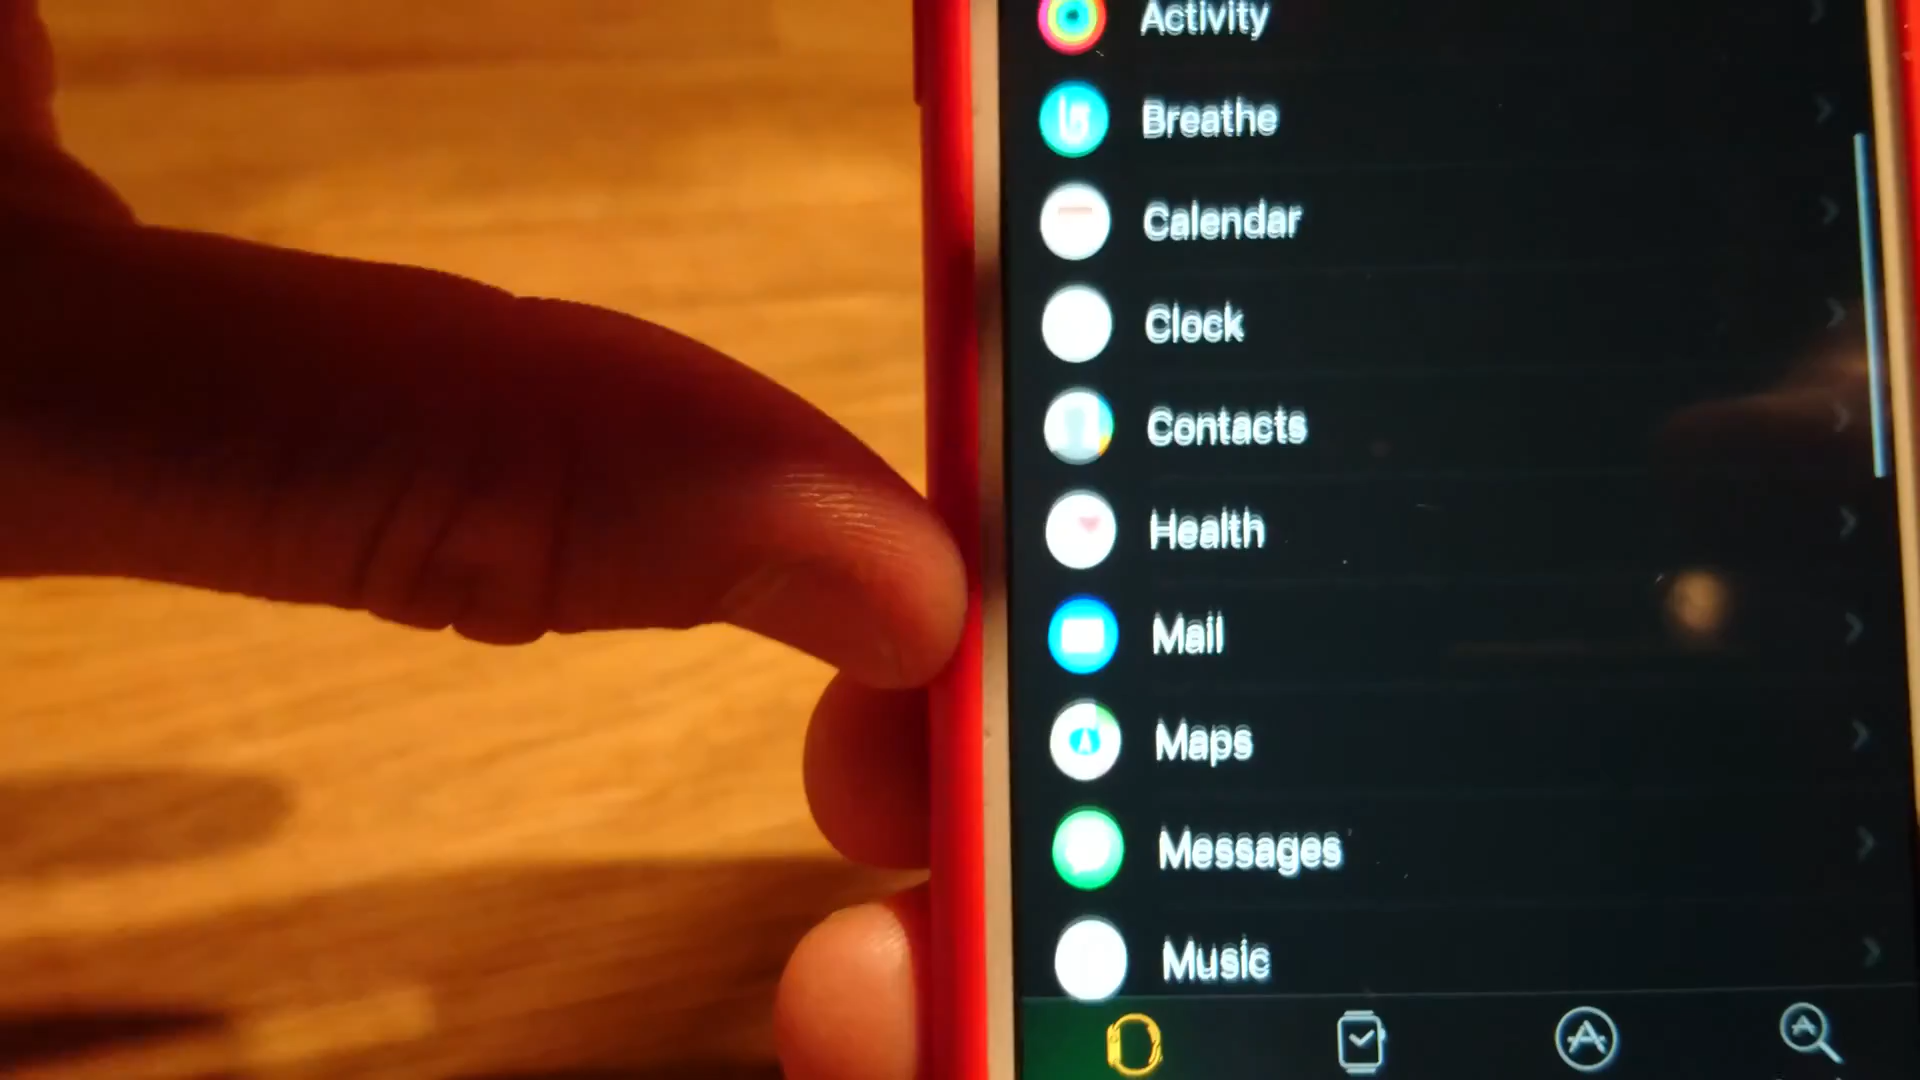 Activity
Breathe
Calendar
Clock
Contacts
Health
Mail
Maps
Messages
Music